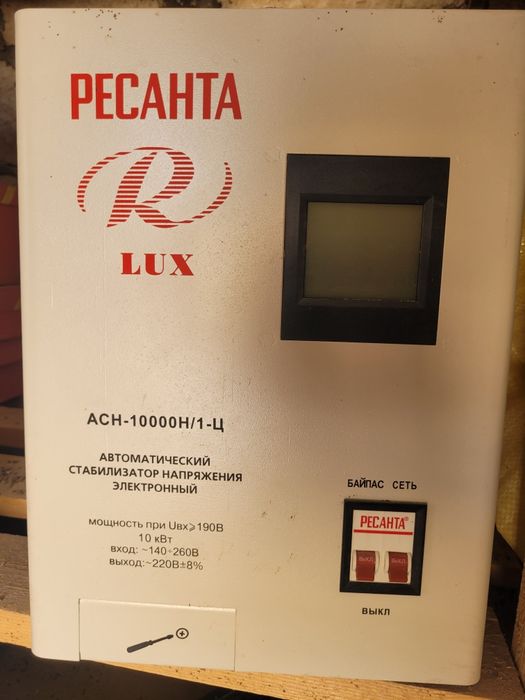 РЕСАНТА
R
LUX
АСН-10000Н/1-Ц
АВТОМАТИЧЕСКИЙ
СТАБИЛИЗАТОР НАПРЯЖЕНИЯ
ЭЛЕКТРОННЫЙ
мощность при Uвх⩾190В
10 кВт
вход: ~140÷260В
выход:~220В±8%
БАЙПАС СЕТЬ
РЕСАНТА®
ВЫКЛ ВЫКЛ
ВЫКЛ